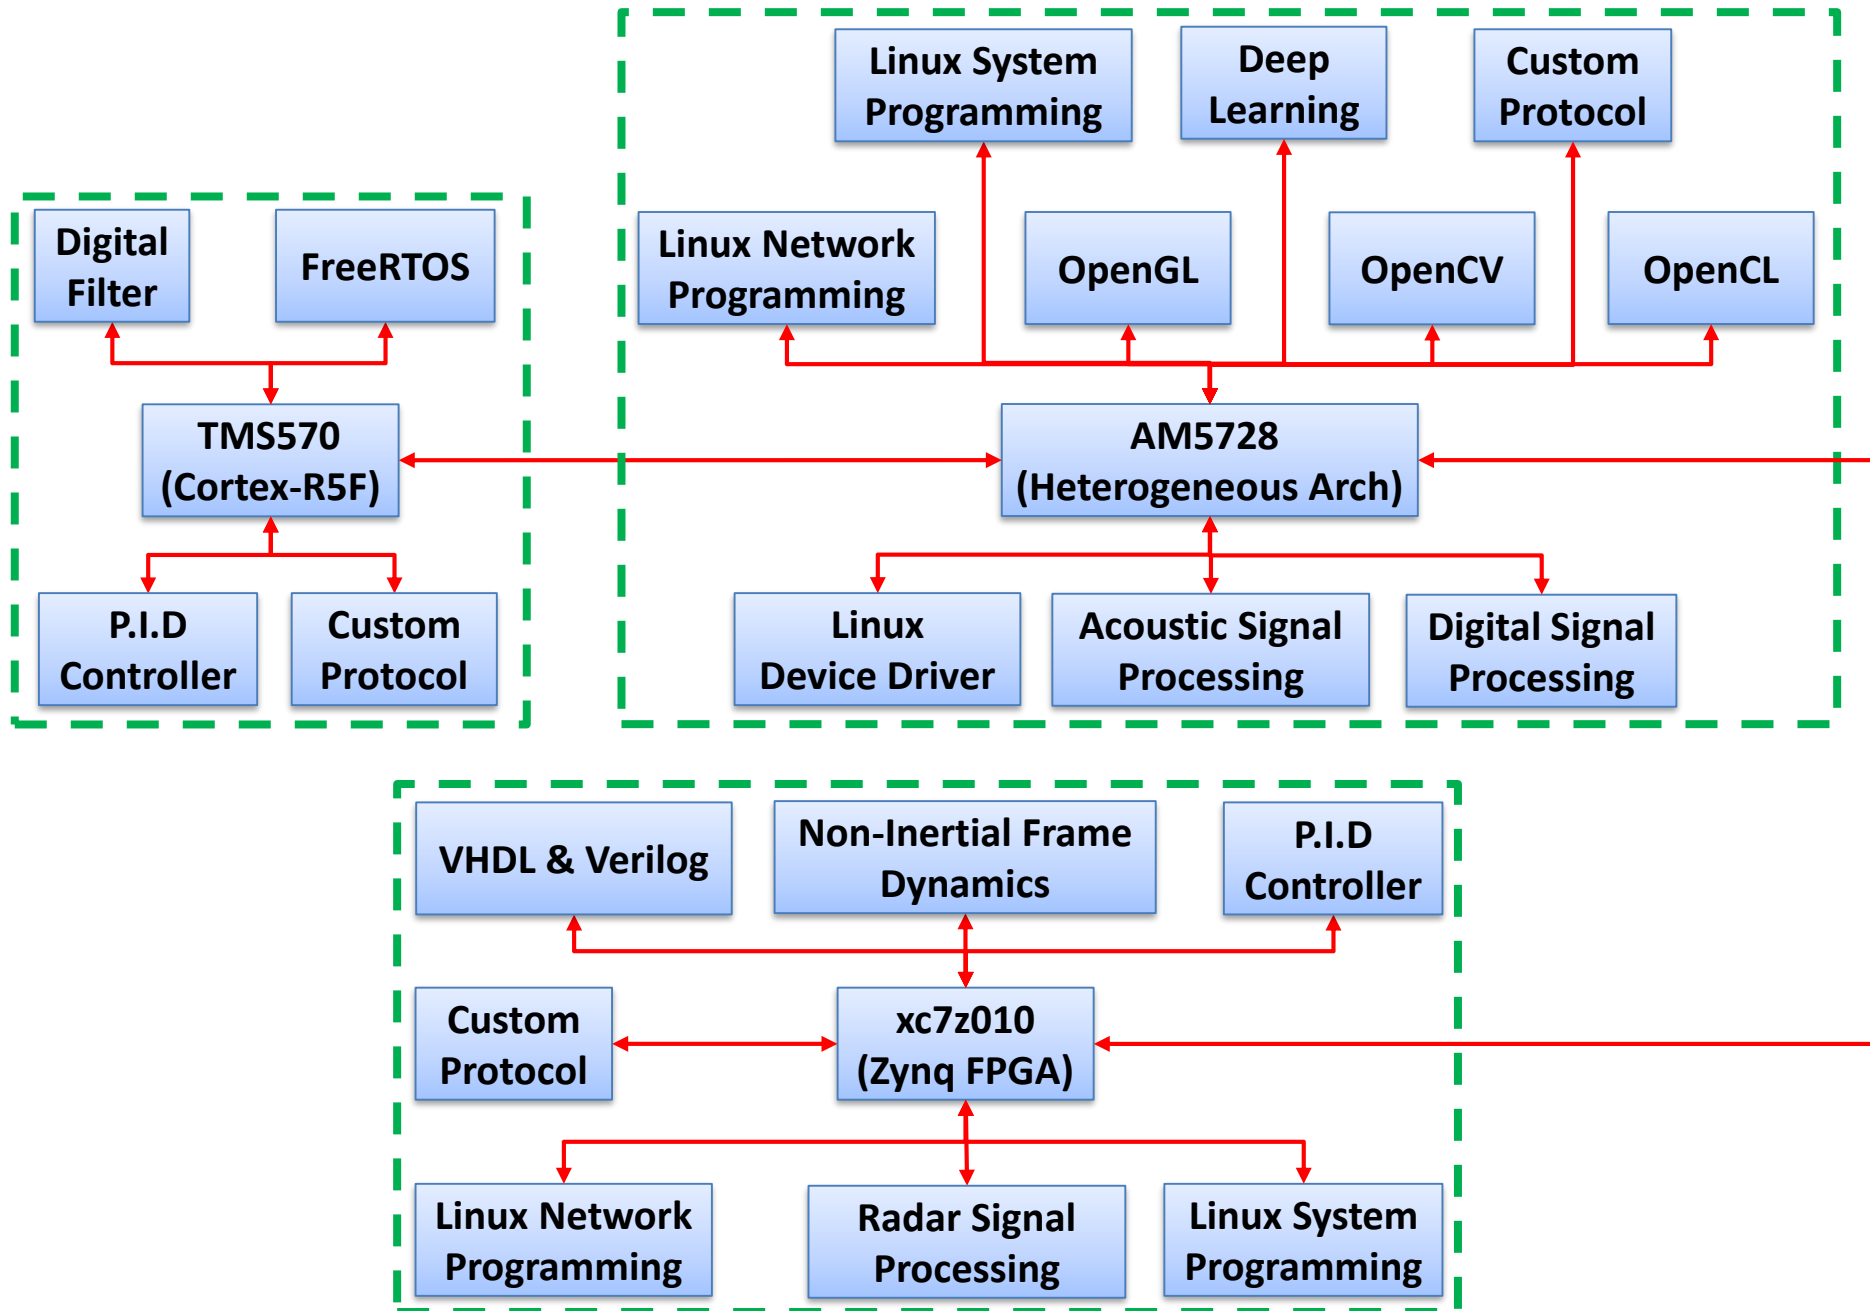 Linux System
Programming
Deep
Learning
Custom
Protocol
Digital
Filter
FreeRTOS
Linux Network
Programming
OpenGL
OpenCV
OpenCL
TMS570
(Cortex-R5F)
AM5728
(Heterogeneous Arch)
P.I.D
Controller
Custom
Protocol
Linux
Device Driver
Acoustic Signal
Processing
Digital Signal
Processing
VHDL & Verilog
Non-Inertial Frame
Dynamics
P.I.D
Controller
Custom
Protocol
xc7z010
(Zynq FPGA)
Linux Network
Programming
Radar Signal
Processing
Linux System
Programming